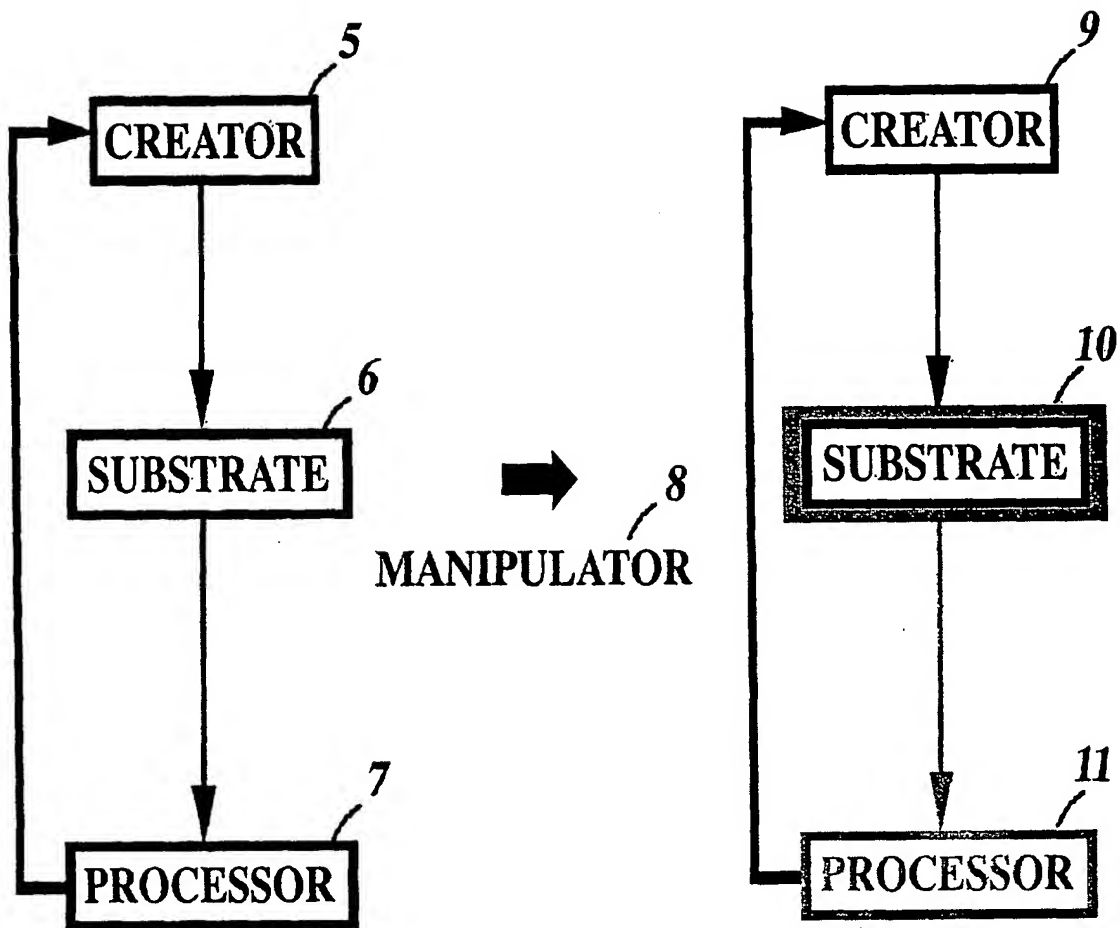 5
CREATOR
6
SUBSTRATE
7
PROCESSOR
8
MANIPULATOR
9
CREATOR
10
SUBSTRATE
11
PROCESSOR